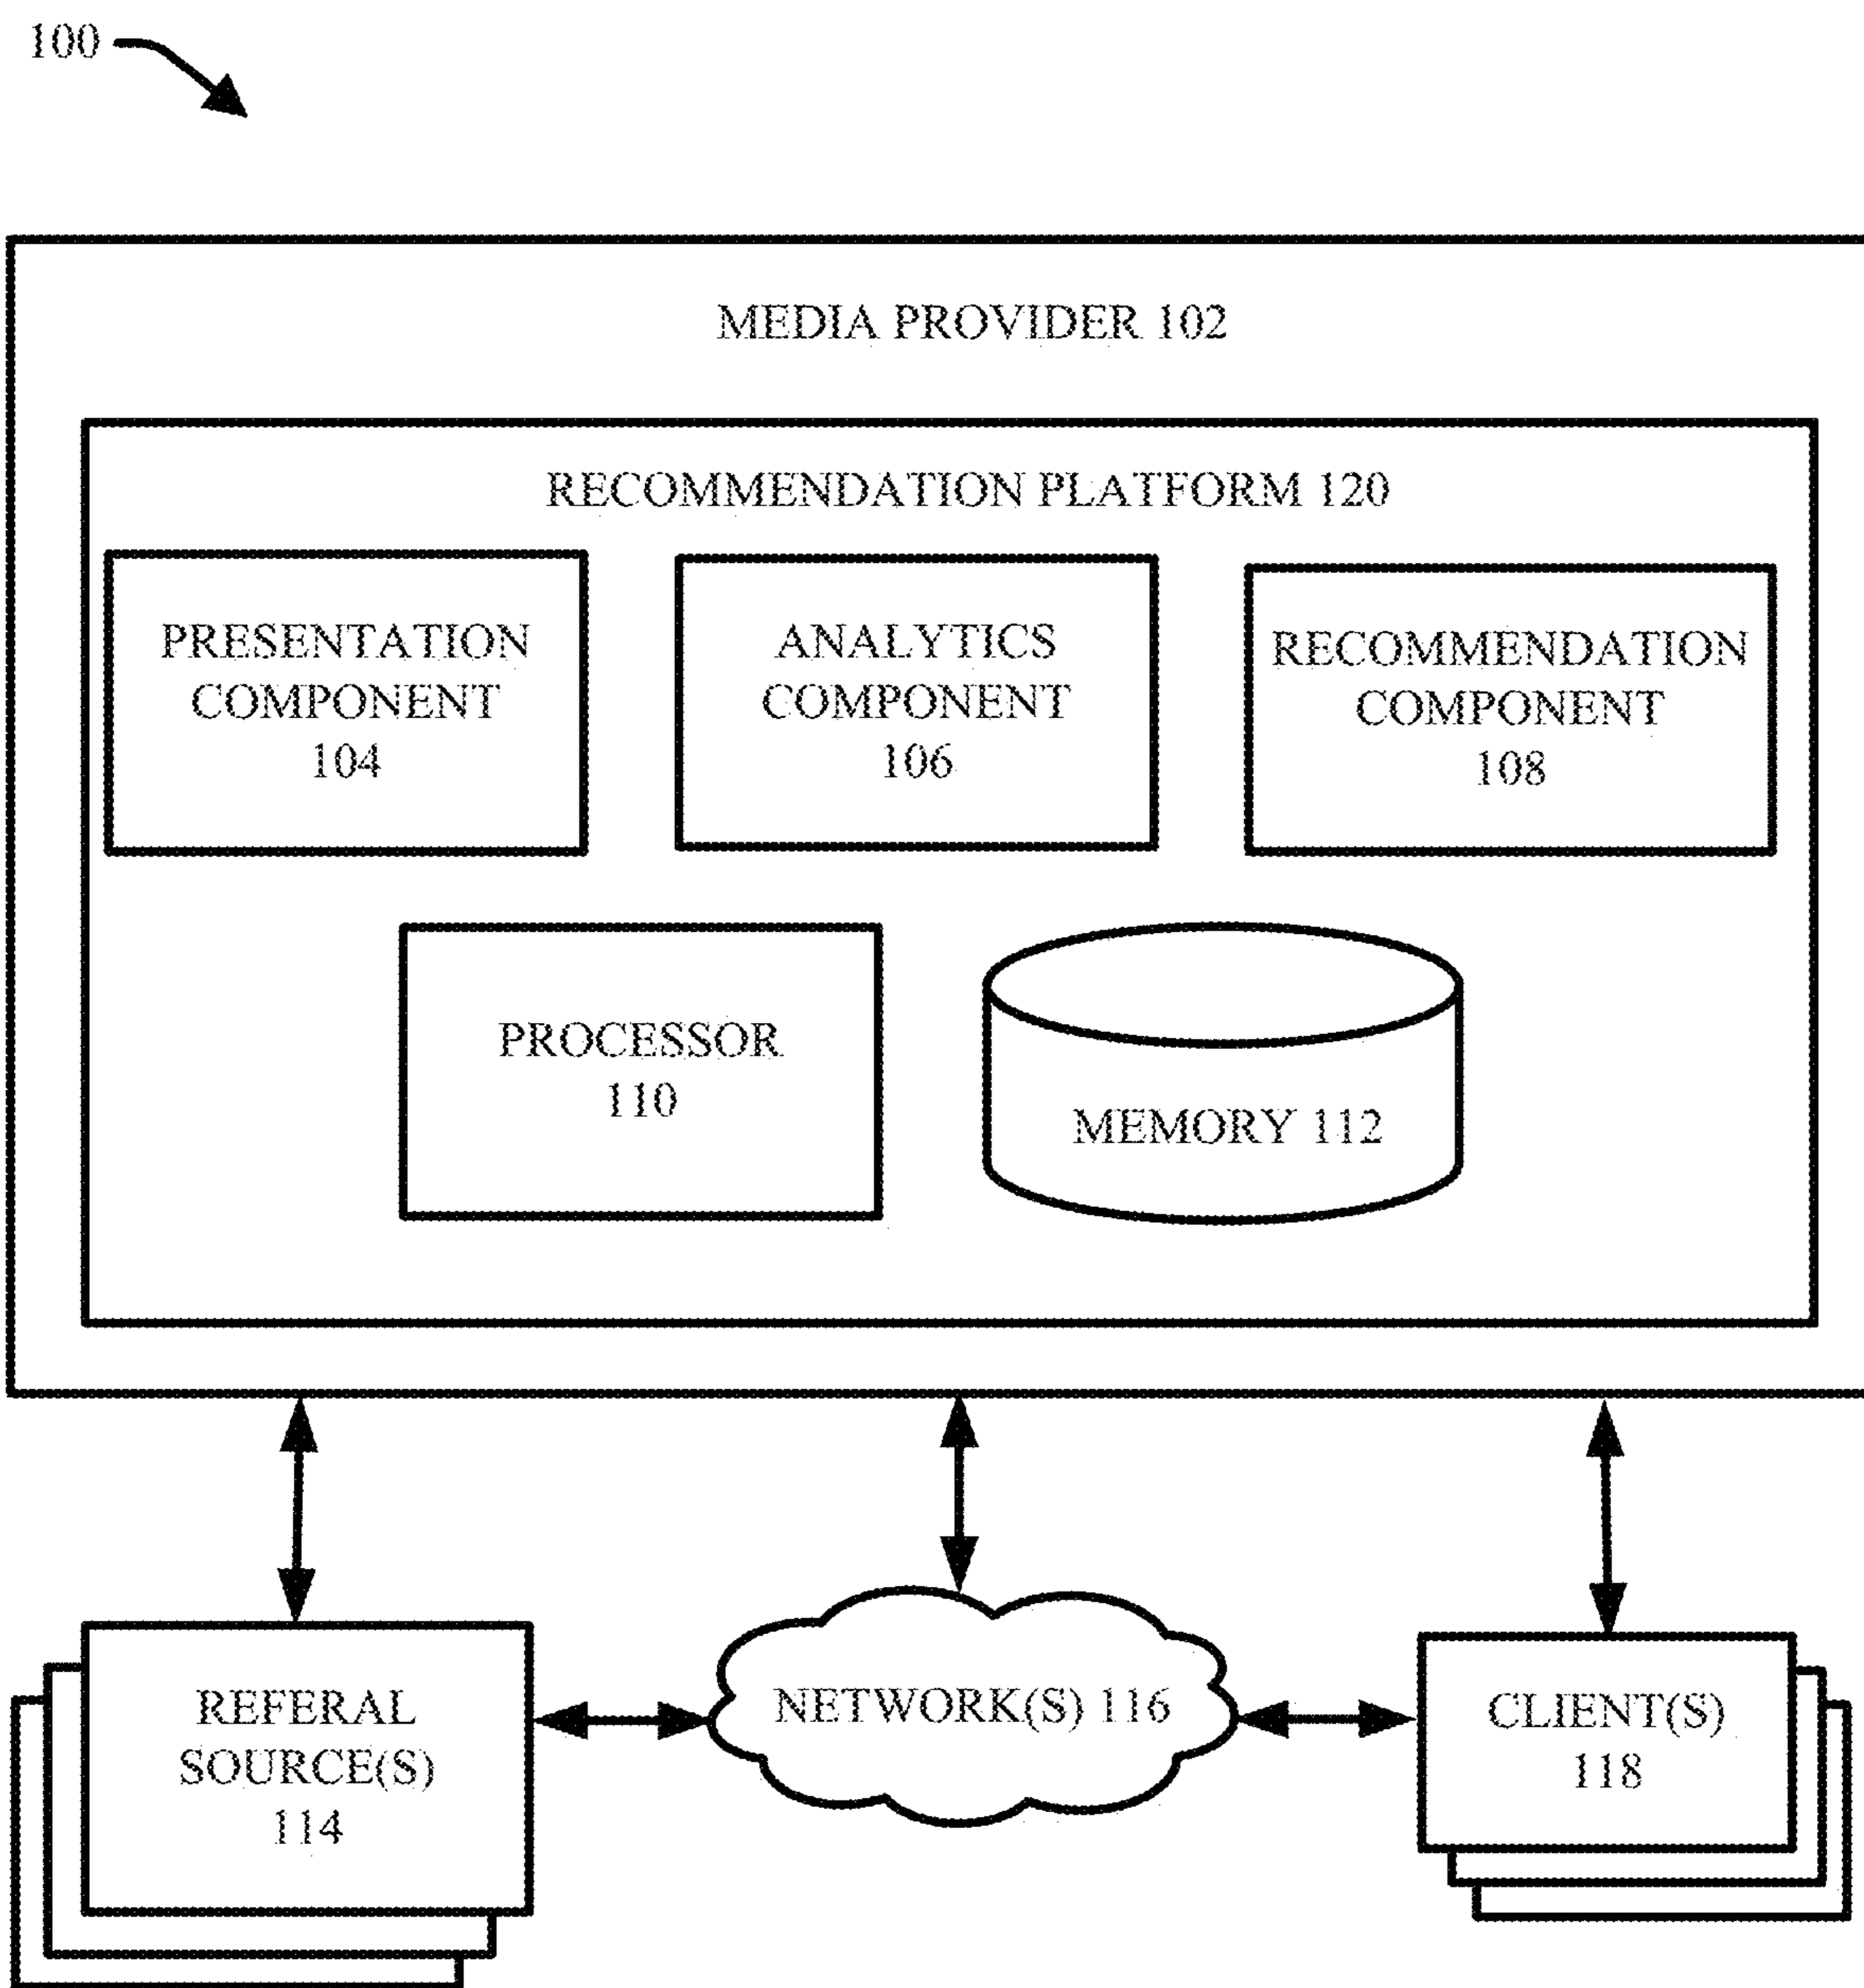 100
MEDIA PROVIDER 102
RECOMMENDATION PLATFORM 120
PRESENTATION
COMPONENT
104
ANALYTICS
COMPONENT
106
RECOMMENDATION
COMPONENT
108
PROCESSOR
110
MEMORY 112
REFERAL
SOURCE(S)
114
NETWORK(S) 116
CLIENT(S)
118